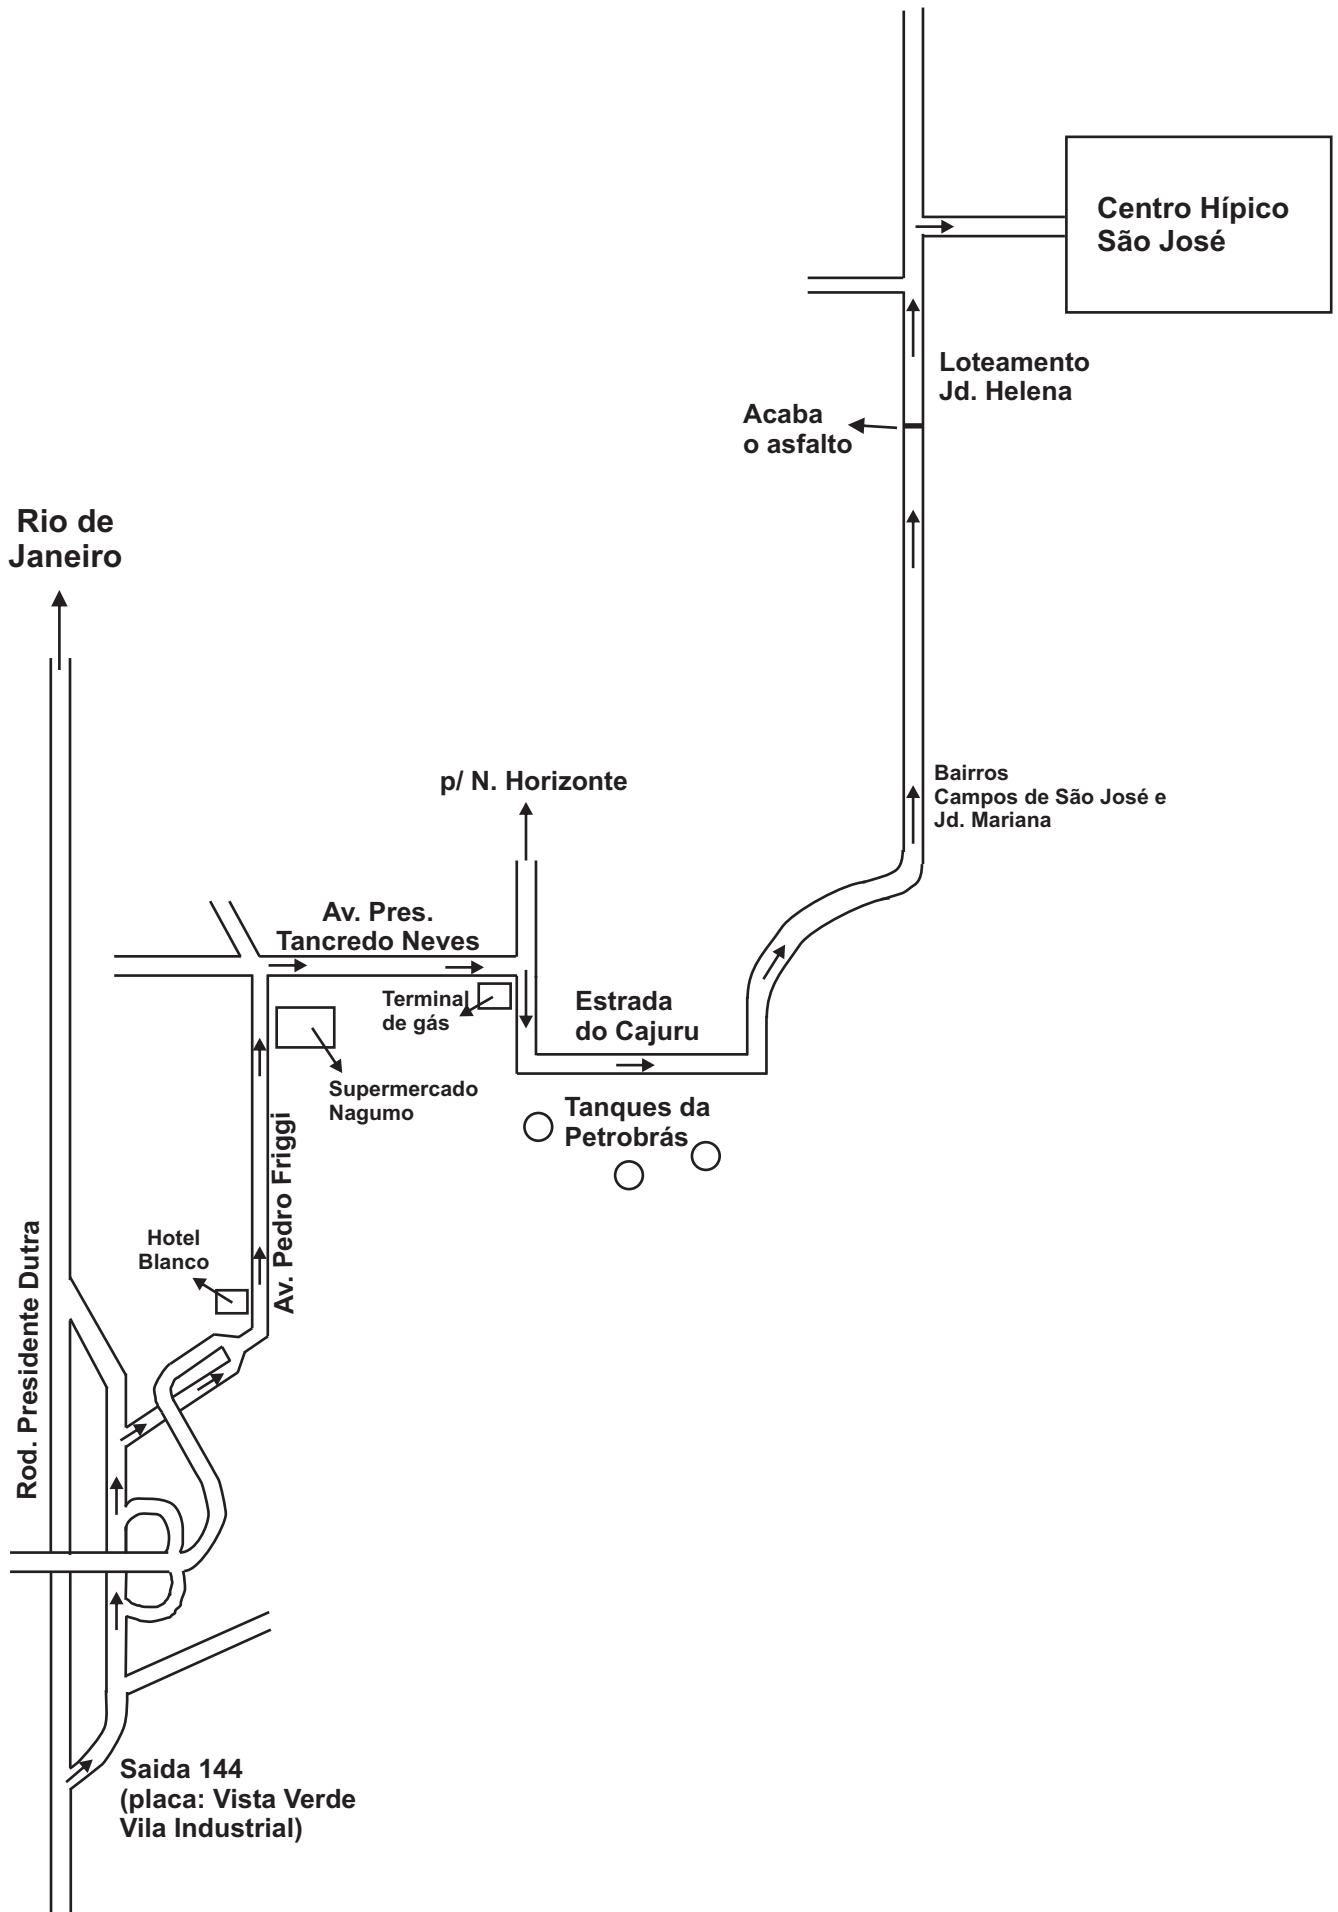 Centro Hípico
São José
Loteamento
Jd. Helena
Acaba
o asfalto
Rio de
Janeiro
p/ N. Horizonte
Bairros
Campos de São José e
Jd. Mariana
Av. Pres.
Tancredo Neves
Terminal
de gás
Estrada
do Cajuru
Supermercado
Nagumo
Tanques da
Petrobrás
Av. Pedro Friggi
Hotel
Blanco
Rod. Presidente Dutra
Saida 144
(placa: Vista Verde
Vila Industrial)